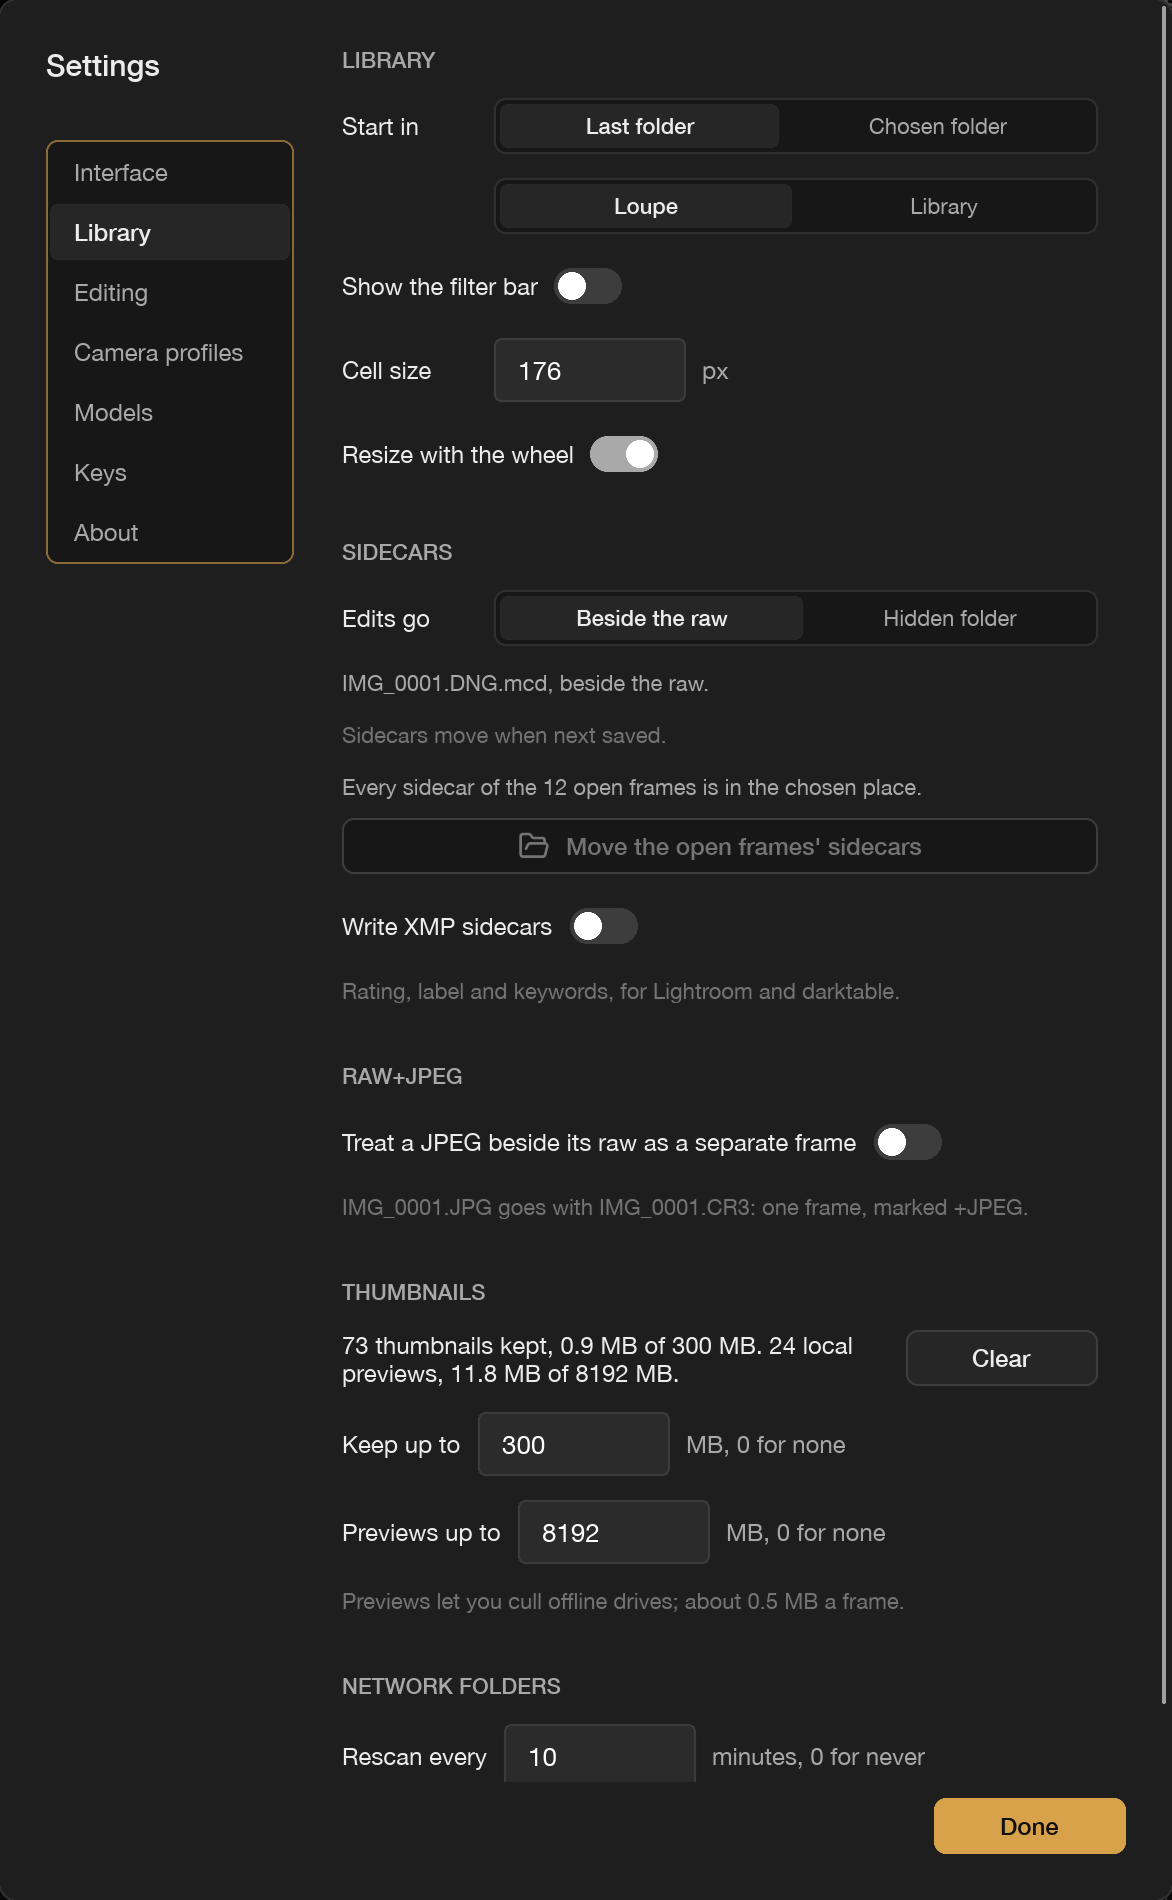 Settings
Interface
Library
Editing
Camera profiles
Models
Keys
About
LIBRARY
Start in
Last folder
Chosen folder
Loupe
Library
Show the filter bar
Cell size
176
px
Resize with the wheel
SIDECARS
Edits go
Beside the raw
Hidden folder
IMG_0001.DNG.mcd, beside the raw.
Sidecars move when next saved.
Every sidecar of the 12 open frames is in the chosen place.
Move the open frames' sidecars
Write XMP sidecars
Rating, label and keywords, for Lightroom and darktable.
RAW+JPEG
Treat a JPEG beside its raw as a separate frame
IMG_0001.JPG goes with IMG_0001.CR3: one frame, marked +JPEG.
THUMBNAILS
73 thumbnails kept, 0.9 MB of 300 MB. 24 local
previews, 11.8 MB of 8192 MB.
Clear
Keep up to
300
MB, 0 for none
Previews up to
8192
MB, 0 for none
Previews let you cull offline drives; about 0.5 MB a frame.
NETWORK FOLDERS
Rescan every
10
minutes, 0 for never
Done